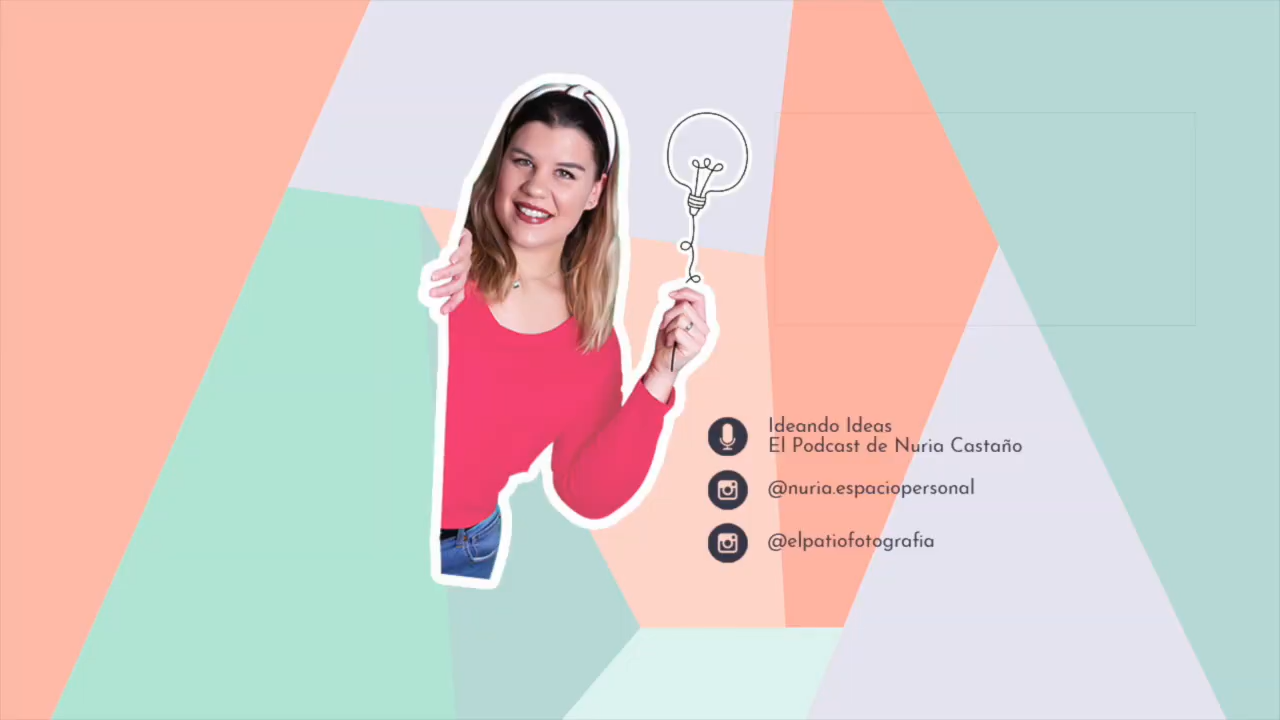 Ideando Ideas
El Podcast de Nuria Castaño
@nuria.espaciopersonal
@elpatiofotografia